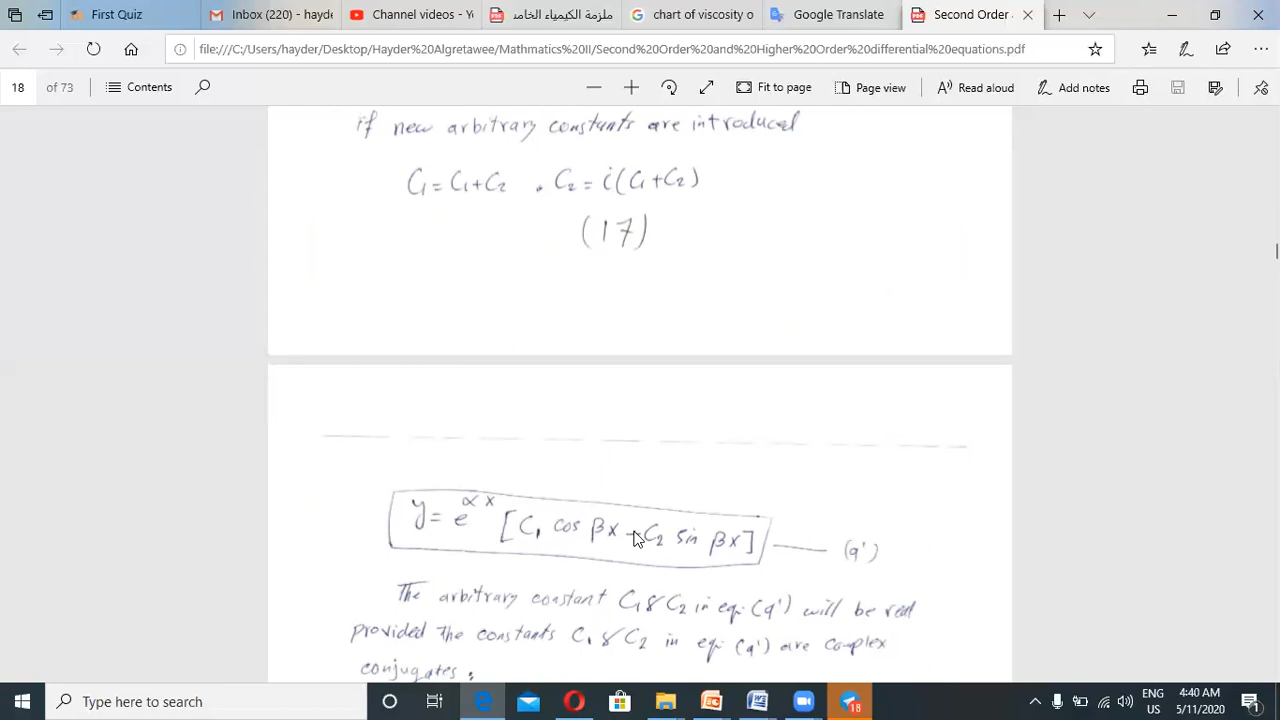 First Quiz
Inbox (220) - hayde
Channel videos - Yo
ملزمة الكيمياء الخامد
chart of viscosity o
Google Translate
Second Order
file:///C:/Users/hayder/Desktop/Hayder%20Algretawee/Mathmatics%20II/Second%20Order%20and%20Higher%20Order%20differential%20equations.pdf
18 of 73
Contents
Fit to page
Page view
Read aloud
Add notes
if new arbitrary constants are introduced
C₁ = C₁+C₂ . C₂ = i(C₁+C₂)
(17)
y = e^αx [C₁ cos βx + C₂ sin βx] —— (q')
The arbitrary constant C₁ & C₂ in eq. (q') will be real
provided the constants C₁ & C₂ in eq. (q') are complex
conjugates.
Type here to search
18
ENG
US
4:40 AM
5/11/2020
1